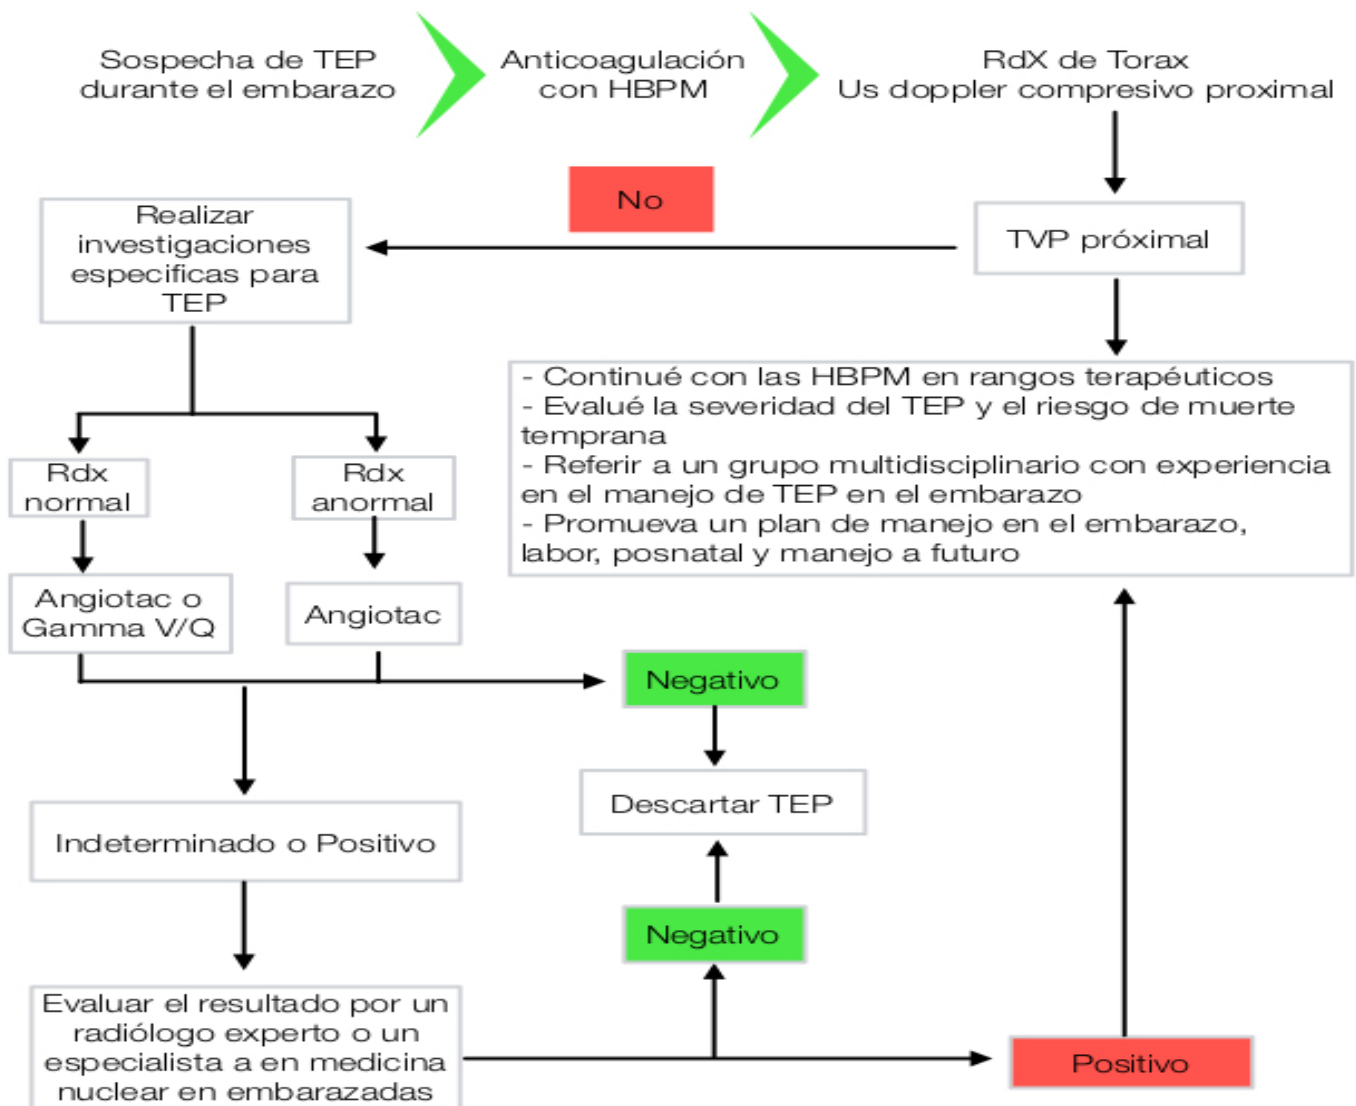 Sospecha de TEP
durante el embarazo
Anticoagulación
con HBPM
RdX de Torax
Us doppler compresivo proximal
No
TVP próximal
Realizar
investigaciones
especificas para
TEP
- Continué con las HBPM en rangos terapéuticos
- Evalué la severidad del TEP y el riesgo de muerte
temprana
- Referir a un grupo multidisciplinario con experiencia
en el manejo de TEP en el embarazo
- Promueva un plan de manejo en el embarazo,
labor, posnatal y manejo a futuro
Rdx
normal
Rdx
anormal
Angiotac o
Gamma V/Q
Angiotac
Negativo
Descartar TEP
Indeterminado o Positivo
Negativo
Evaluar el resultado por un
radiólogo experto o un
especialista a en medicina
nuclear en embarazadas
Positivo